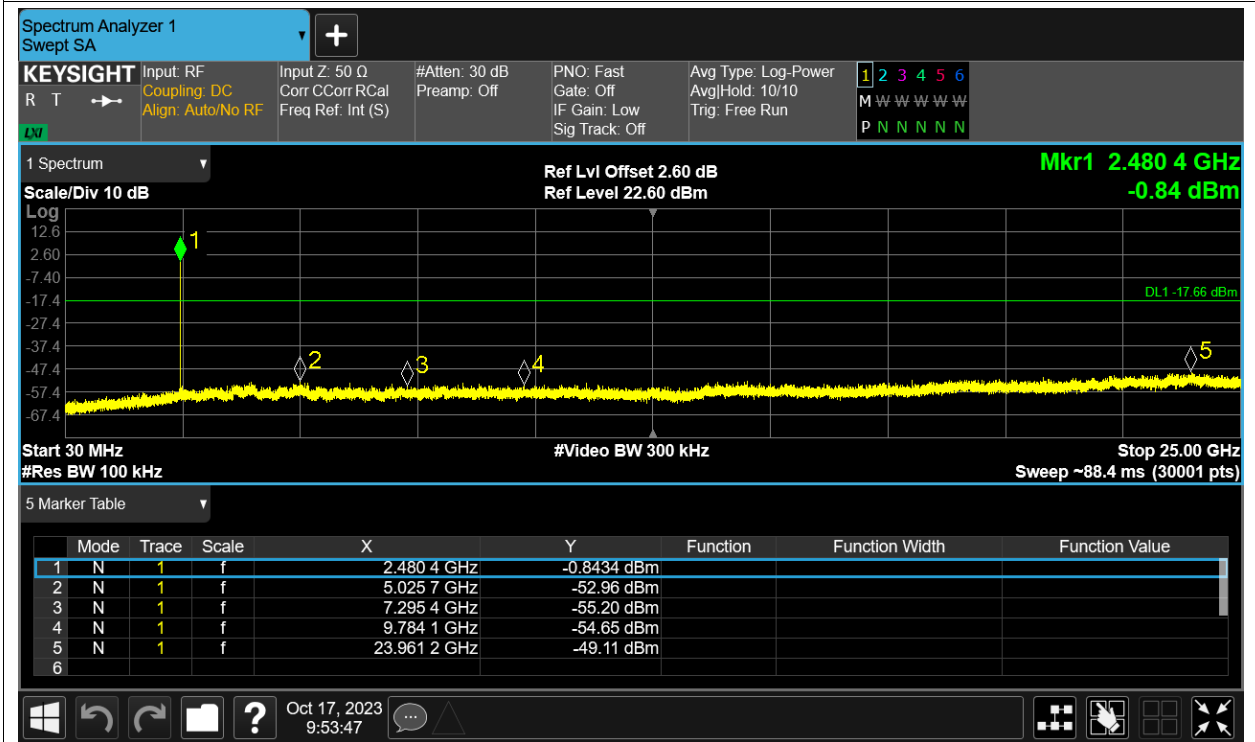 Spectrum Analyzer 1
Swept SA
KEYSIGHT
R T
LXI
Input: RF
Coupling: DC
Align: Auto/No RF
Input Z: 50 Ω
Corr CCorr RCal
Freq Ref: Int (S)
#Atten: 30 dB
Preamp: Off
PNO: Fast
Gate: Off
IF Gain: Low
Sig Track: Off
Avg Type: Log-Power
Avg|Hold: 10/10
Trig: Free Run
1 2 3 4 5 6
M W W W W W
P N N N N N
1 Spectrum
Scale/Div 10 dB
Ref Lvl Offset 2.60 dB
Ref Level 22.60 dBm
Mkr1 2.480 4 GHz
-0.84 dBm
Log
12.6
2.60
-7.40
-17.4
-27.4
-37.4
-47.4
-57.4
-67.4
1
2
3
4
5
DL1 -17.66 dBm
Start 30 MHz
#Video BW 300 kHz
Stop 25.00 GHz
#Res BW 100 kHz
Sweep ~88.4 ms (30001 pts)
5 Marker Table
Mode Trace Scale X Y Function Function Width Function Value
1 N 1 f 2.480 4 GHz -0.8434 dBm
2 N 1 f 5.025 7 GHz -52.96 dBm
3 N 1 f 7.295 4 GHz -55.20 dBm
4 N 1 f 9.784 1 GHz -54.65 dBm
5 N 1 f 23.961 2 GHz -49.11 dBm
6
?
Oct 17, 2023
9:53:47